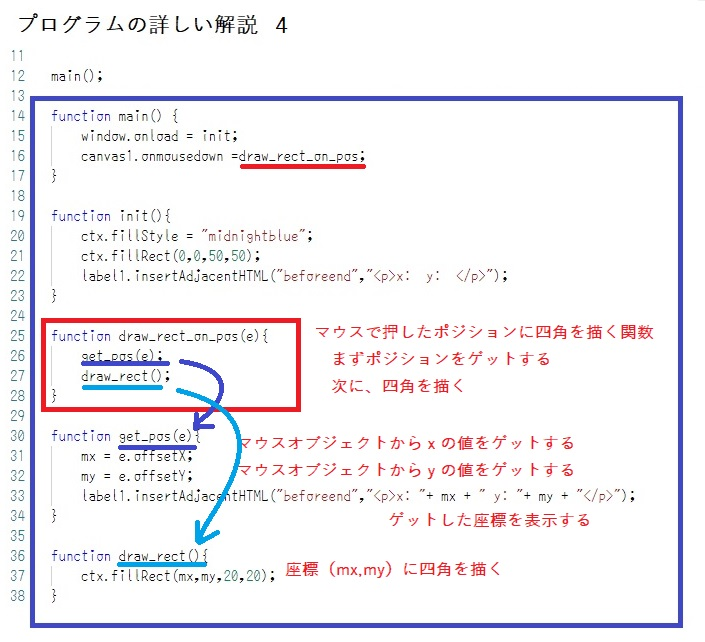 プログラムの詳しい解説 4
11
12 main();
13
14 function main() {
15 window.onload = init;
16 canvas1.onmousedown =draw_rect_on_pos;
17 }
18
19 function init(){
20 ctx.fillStyle = "midnightblue";
21 ctx.fillRect(0,0,50,50);
22 label1.insertAdjacentHTML("beforeend","<p>x: y: </p>");
23 }
24
25 function draw_rect_on_pos(e){ マウスで押したポジションに四角を描く関数
26 get_pos(e); まずポジションをゲットする
27 draw_rect(); 次に、四角を描く
28 }
29
30 function get_pos(e){ マウスオブジェクトからxの値をゲットする
31 mx = e.offsetX;
32 my = e.offsetY; マウスオブジェクトからyの値をゲットする
33 label1.insertAdjacentHTML("beforeend","<p>x: "+ mx + " y: "+ my + "</p>");
34 } ゲットした座標を表示する
35
36 function draw_rect(){
37 ctx.fillRect(mx,my,20,20); 座標(mx,my)に四角を描く
38 }